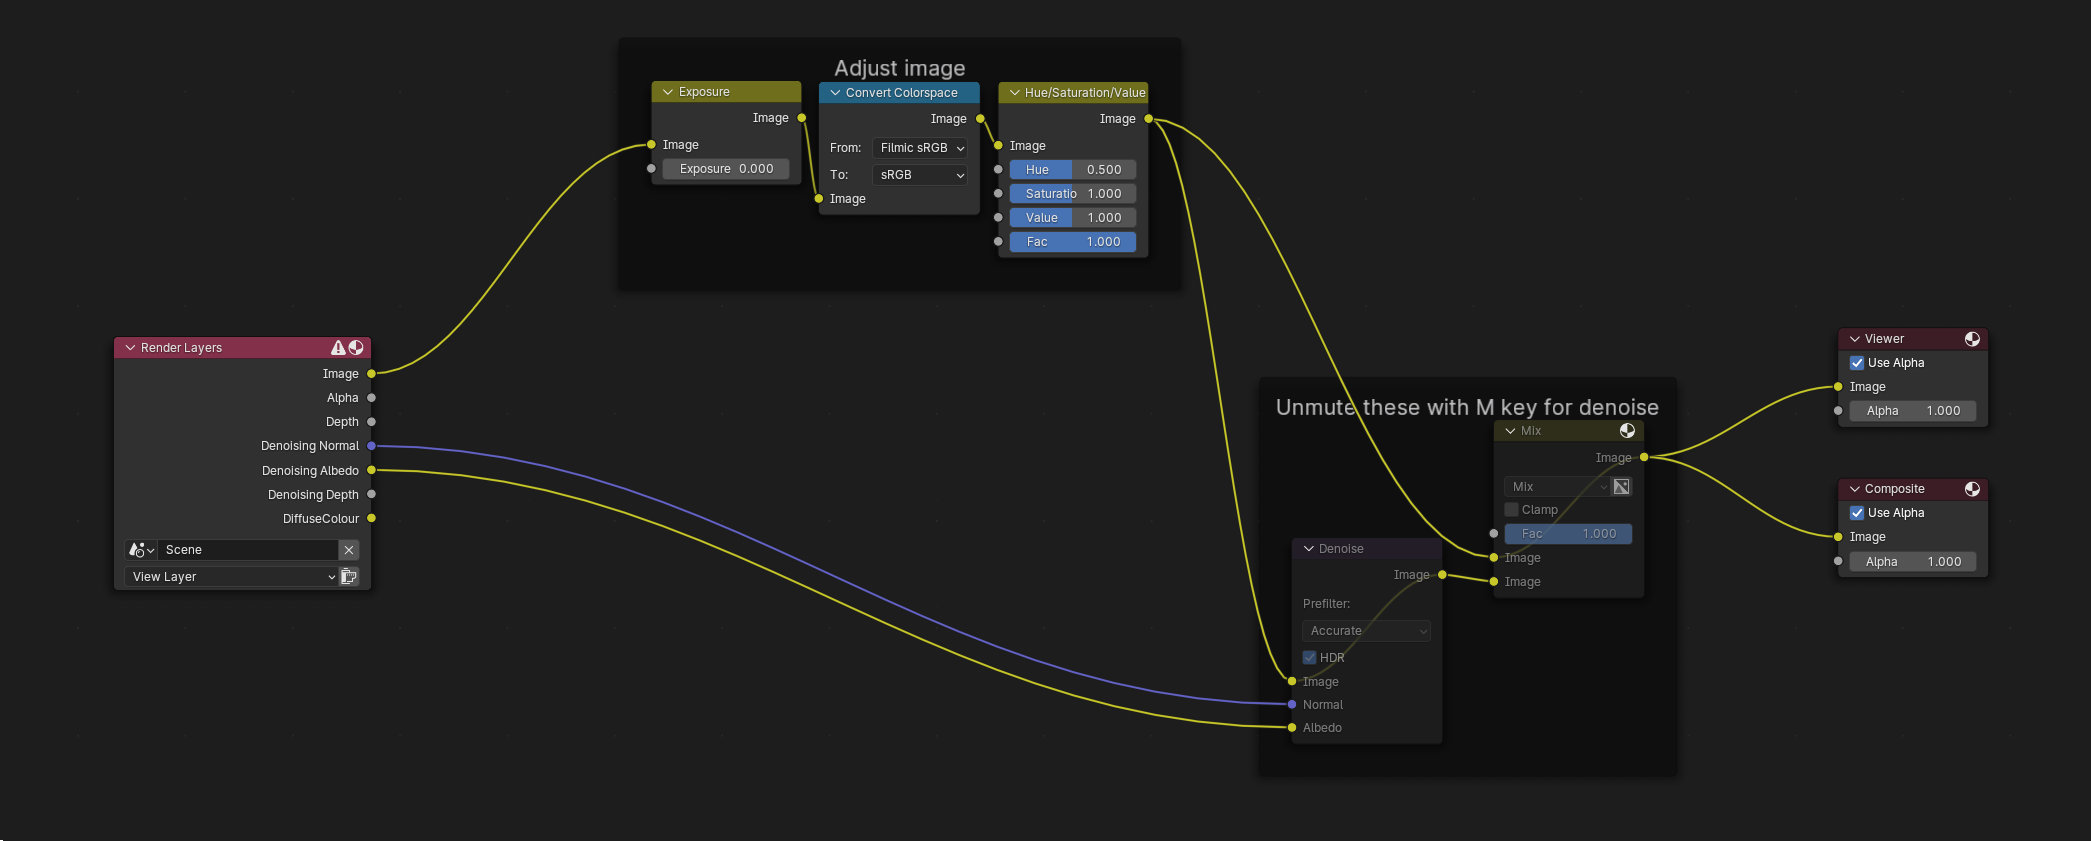 Adjust image
Exposure
Image
Image
Exposure 0.000
Convert Colorspace
Image
From: Filmic sRGB
To: sRGB
Image
Hue/Saturation/Value
Image
Image
Hue 0.500
Saturatio 1.000
Value 1.000
Fac 1.000
Render Layers
Image
Alpha
Depth
Denoising Normal
Denoising Albedo
Denoising Depth
DiffuseColour
Scene
View Layer
Unmute these with M key for denoise
Denoise
Image
Prefilter:
Accurate
HDR
Image
Normal
Albedo
Mix
Image
Mix
Clamp
Fac 1.000
Image
Image
Viewer
Use Alpha
Image
Alpha 1.000
Composite
Use Alpha
Image
Alpha 1.000